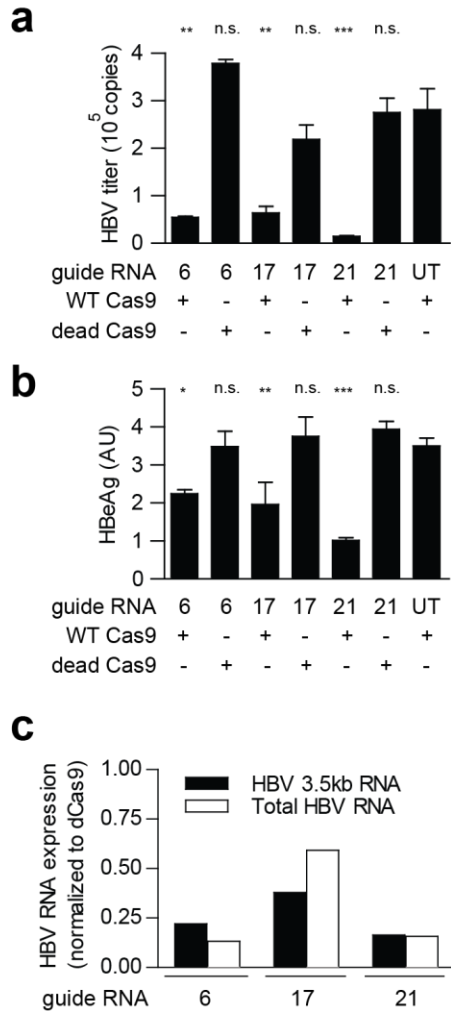 a
** n.s. ** n.s. *** n.s.
HBV titer (10^5 copies)
4
3
2
1
0
guide RNA 6 6 17 17 21 21 UT
WT Cas9 + - + - + - +
dead Cas9 - + - + - + -
b
* n.s. ** n.s. *** n.s.
HBeAg (AU)
5
4
3
2
1
0
guide RNA 6 6 17 17 21 21 UT
WT Cas9 + - + - + - +
dead Cas9 - + - + - + -
c
HBV RNA expression
(normalized to dCas9)
1.00
0.75
0.50
0.25
0.00
HBV 3.5kb RNA
Total HBV RNA
guide RNA 6 17 21